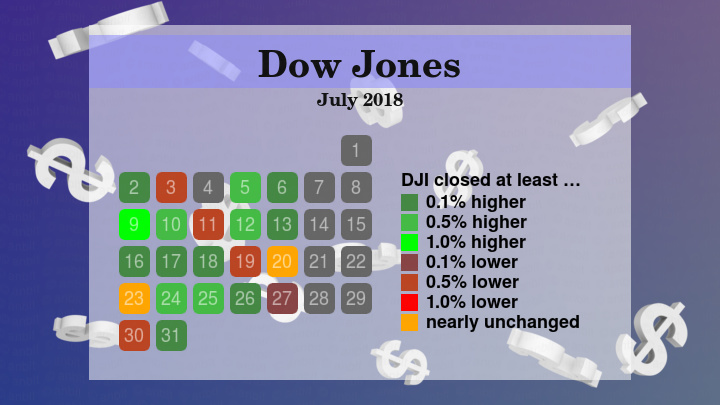 Dow Jones
July 2018
1
2 3 4 5 6 7 8
9 10 11 12 13 14 15
16 17 18 19 20 21 22
23 24 25 26 27 28 29
30 31
DJI closed at least ...
0.1% higher
0.5% higher
1.0% higher
0.1% lower
0.5% lower
1.0% lower
nearly unchanged